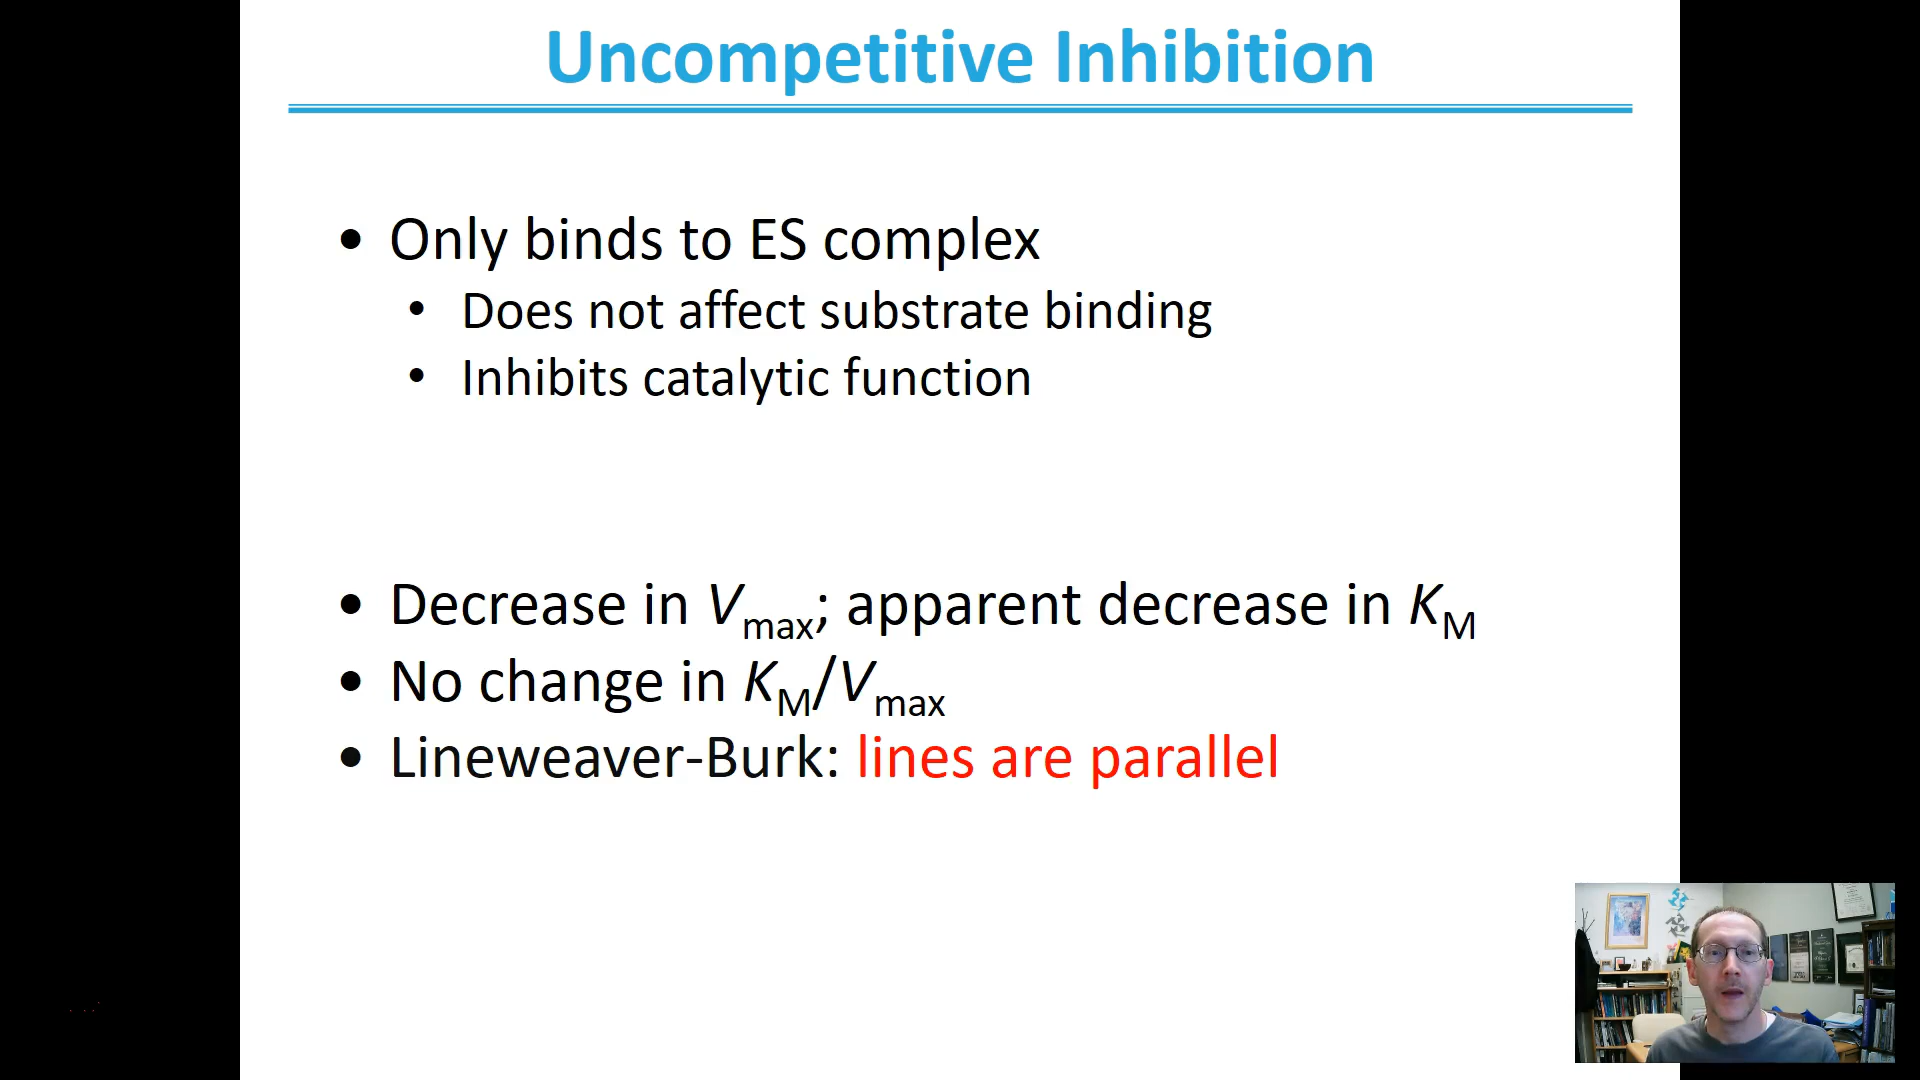 Uncompetitive Inhibition
• Only binds to ES complex
• Does not affect substrate binding
• Inhibits catalytic function
• Decrease in Vmax; apparent decrease in KM
• No change in KM/Vmax
• Lineweaver-Burk: lines are parallel